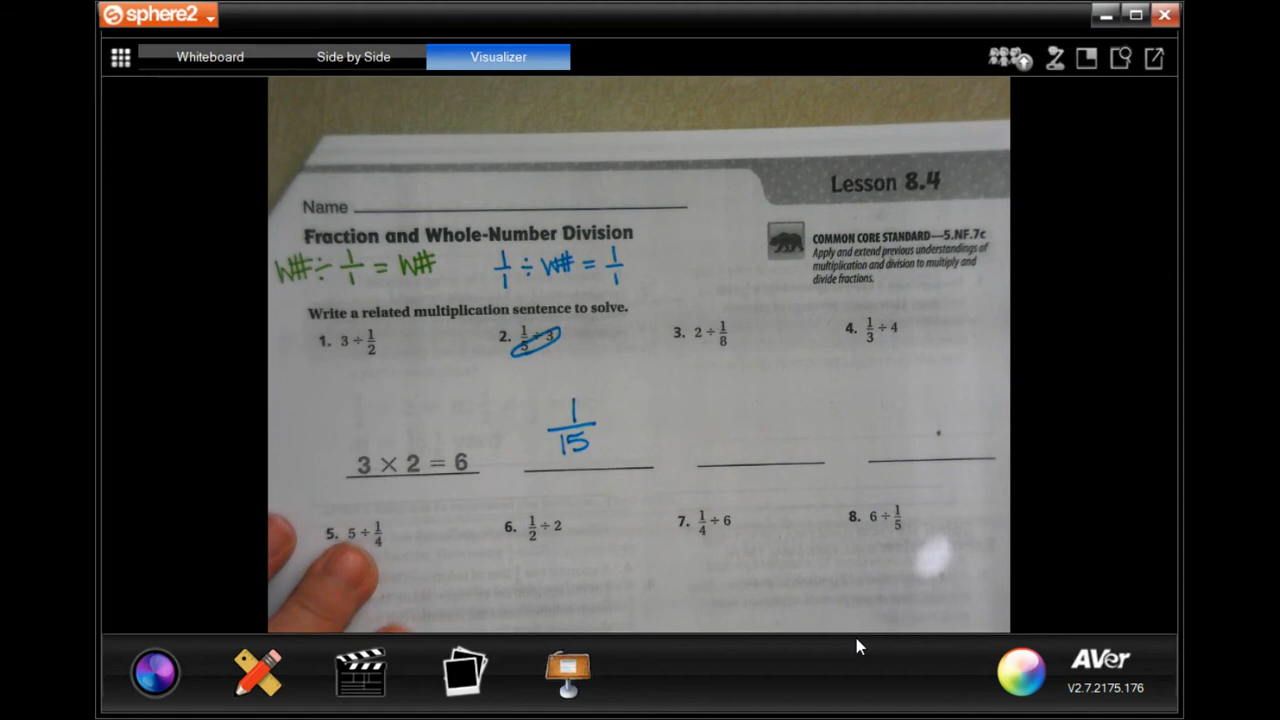 sphere2
Whiteboard Side by Side Visualizer
Lesson 8.4
Name
Fraction and Whole-Number Division
COMMON CORE STANDARD—5.NF.7c
Apply and extend previous understandings of
multiplication and division to multiply and
divide fractions.
W# ÷ 1/1 = W# 1/1 ÷ W# = 1/1
Write a related multiplication sentence to solve.
1. 3 ÷ 1/2 2. 1/5 ÷ 3 3. 2 ÷ 1/8 4. 1/3 ÷ 4
1/15
3 × 2 = 6
5. 5 ÷ 1/4 6. 1/2 ÷ 2 7. 1/4 ÷ 6 8. 6 ÷ 1/5
AVer
V2.7.2175.176